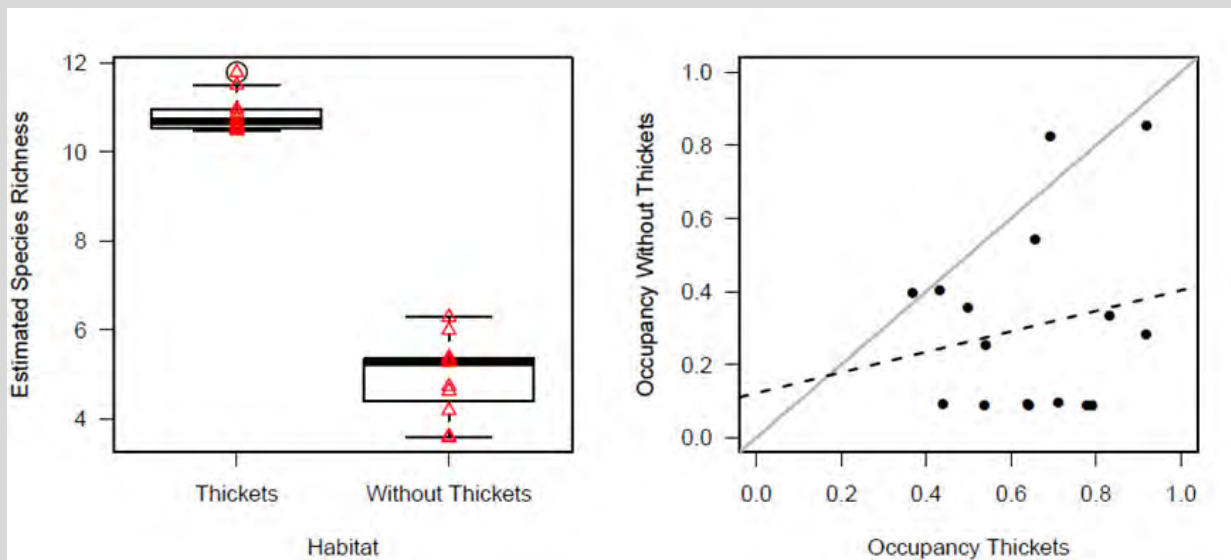 Estimated Species Richness
12
10
8
6
4
Thickets
Without Thickets
Habitat
Occupancy Without Thickets
1.0
0.8
0.6
0.4
0.2
0.0
0.0
0.2
0.4
0.6
0.8
1.0
Occupancy Thickets